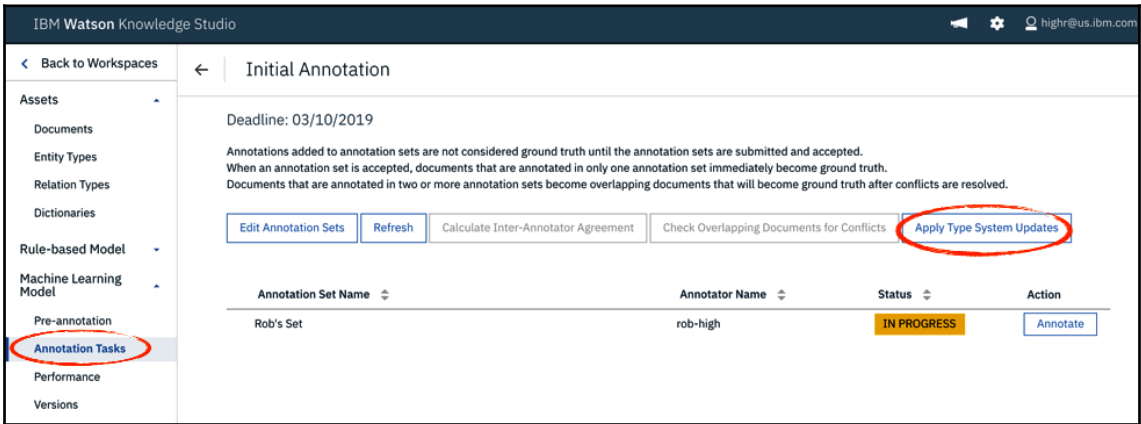 IBM Watson Knowledge Studio
highr@us.ibm.com
Back to Workspaces
Initial Annotation
Assets
Documents
Entity Types
Relation Types
Dictionaries
Rule-based Model
Machine Learning
Model
Pre-annotation
Annotation Tasks
Performance
Versions
Deadline: 03/10/2019
Annotations added to annotation sets are not considered ground truth until the annotation sets are submitted and accepted.
When an annotation set is accepted, documents that are annotated in only one annotation set immediately become ground truth.
Documents that are annotated in two or more annotation sets become overlapping documents that will become ground truth after conflicts are resolved.
Edit Annotation Sets Refresh Calculate Inter-Annotator Agreement Check Overlapping Documents for Conflicts Apply Type System Updates
Annotation Set Name Annotator Name Status Action
Rob's Set rob-high IN PROGRESS Annotate